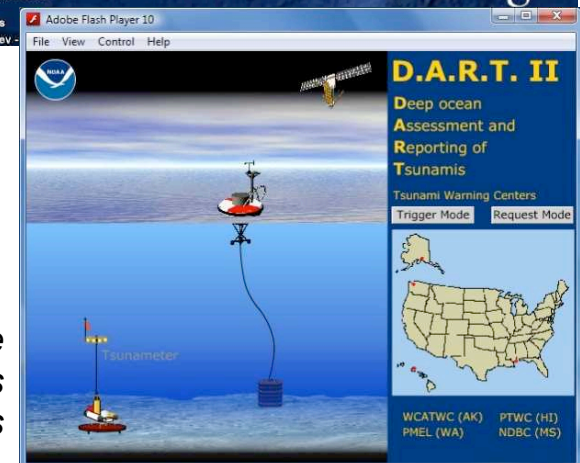 Adobe Flash Player 10
File View Control Help
NOAA
D.A.R.T. II
Deep ocean
Assessment and
Reporting of
Tsunamis
Tsunami Warning Centers
Trigger Mode Request Mode
Tsunameter
WCATWC (AK) PTWC (HI)
PMEL (WA) NDBC (MS)